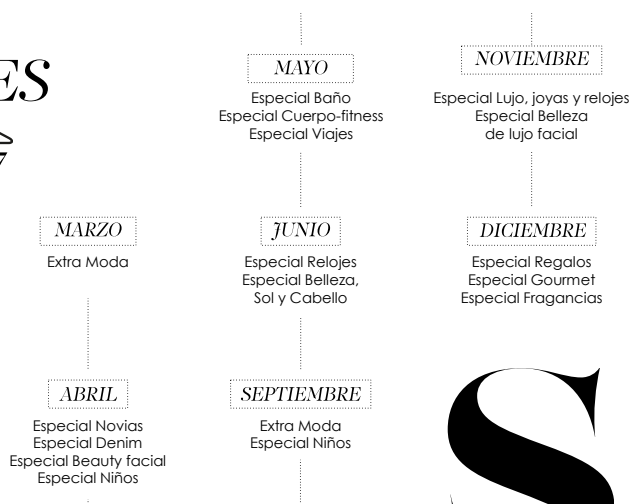 ES
MARZO
Extra Moda
ABRIL
Especial Novias
Especial Denim
Especial Beauty facial
Especial Niños
MAYO
Especial Baño
Especial Cuerpo-fitness
Especial Viajes
JUNIO
Especial Relojes
Especial Belleza,
Sol y Cabello
SEPTIEMBRE
Extra Moda
Especial Niños
NOVIEMBRE
Especial Lujo, joyas y relojes
Especial Belleza
de lujo facial
DICIEMBRE
Especial Regalos
Especial Gourmet
Especial Fragancias
S